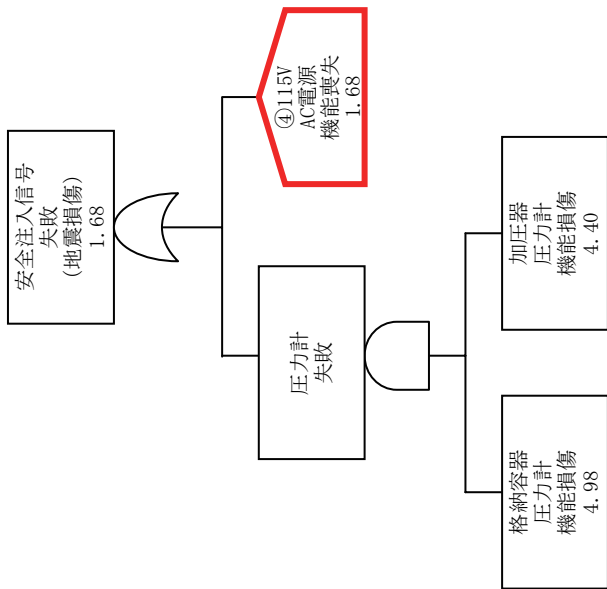 安全注入信号
失敗
(地震損傷)
1.68
圧力計
失敗
④115V
AC電源
機能喪失
1.68
格納容器
圧力計
機能損傷
4.98
加圧器
圧力計
機能損傷
4.40